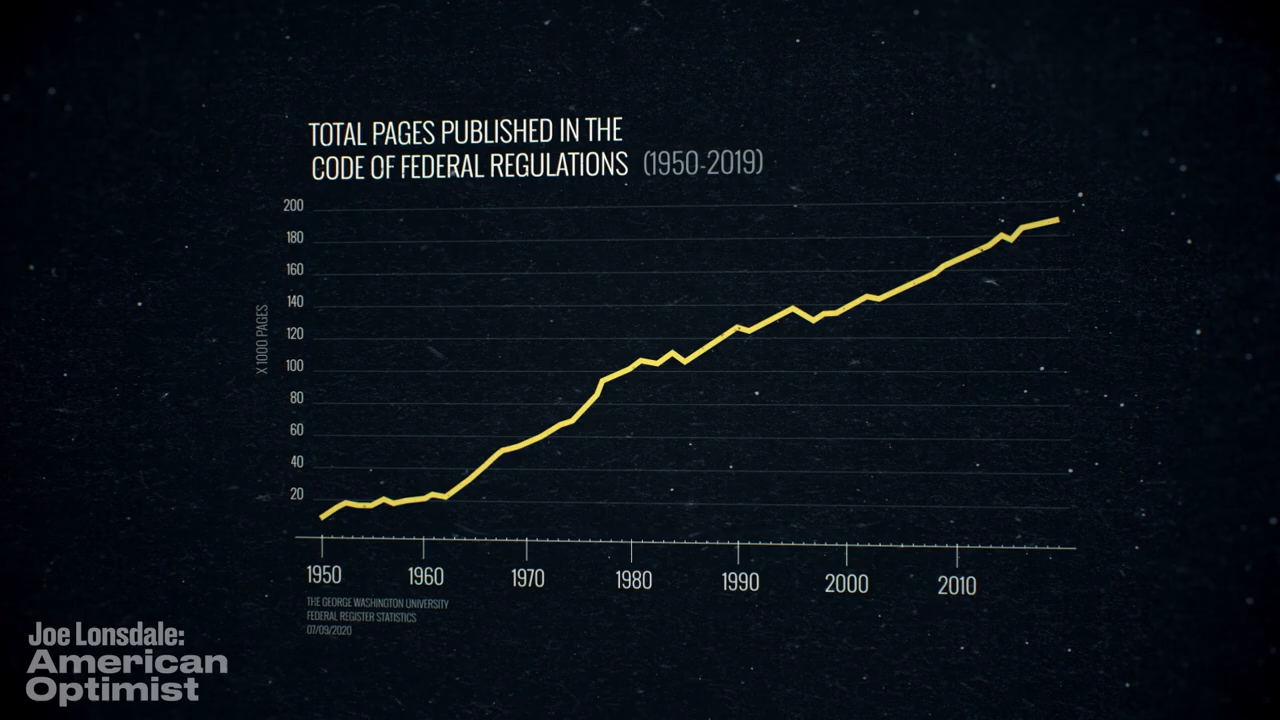 TOTAL PAGES PUBLISHED IN THE
CODE OF FEDERAL REGULATIONS (1950-2019)
200
180
160
140
120
100
80
60
40
20
X 1000 PAGES
1950 1960 1970 1980 1990 2000 2010
THE GEORGE WASHINGTON UNIVERSITY
FEDERAL REGISTER STATISTICS
07/09/2020
Joe Lonsdale:
American
Optimist